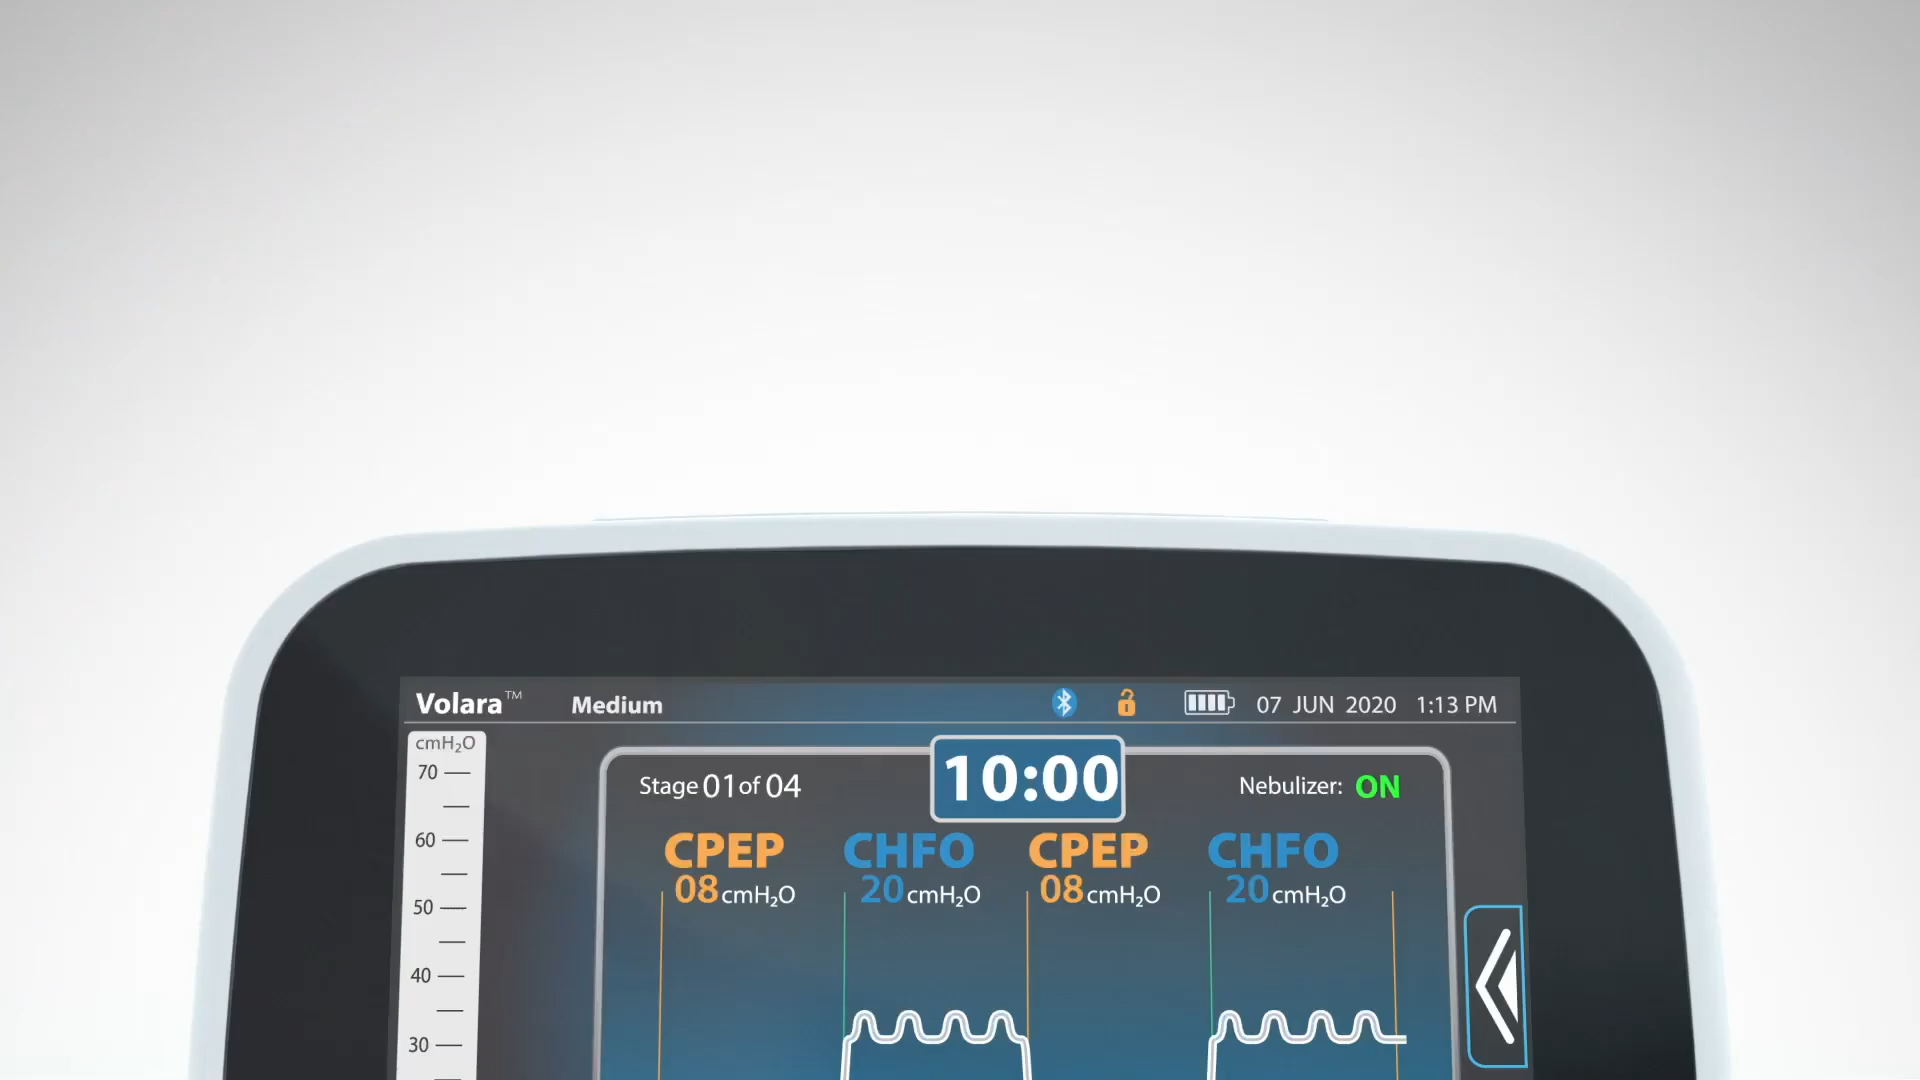 Volara™ Medium 07 JUN 2020 1:13 PM
cmH₂O
70
60
50
40
30
Stage 01 of 04 10:00 Nebulizer: ON
CPEP CHFO CPEP CHFO
08 cmH₂O 20 cmH₂O 08 cmH₂O 20 cmH₂O